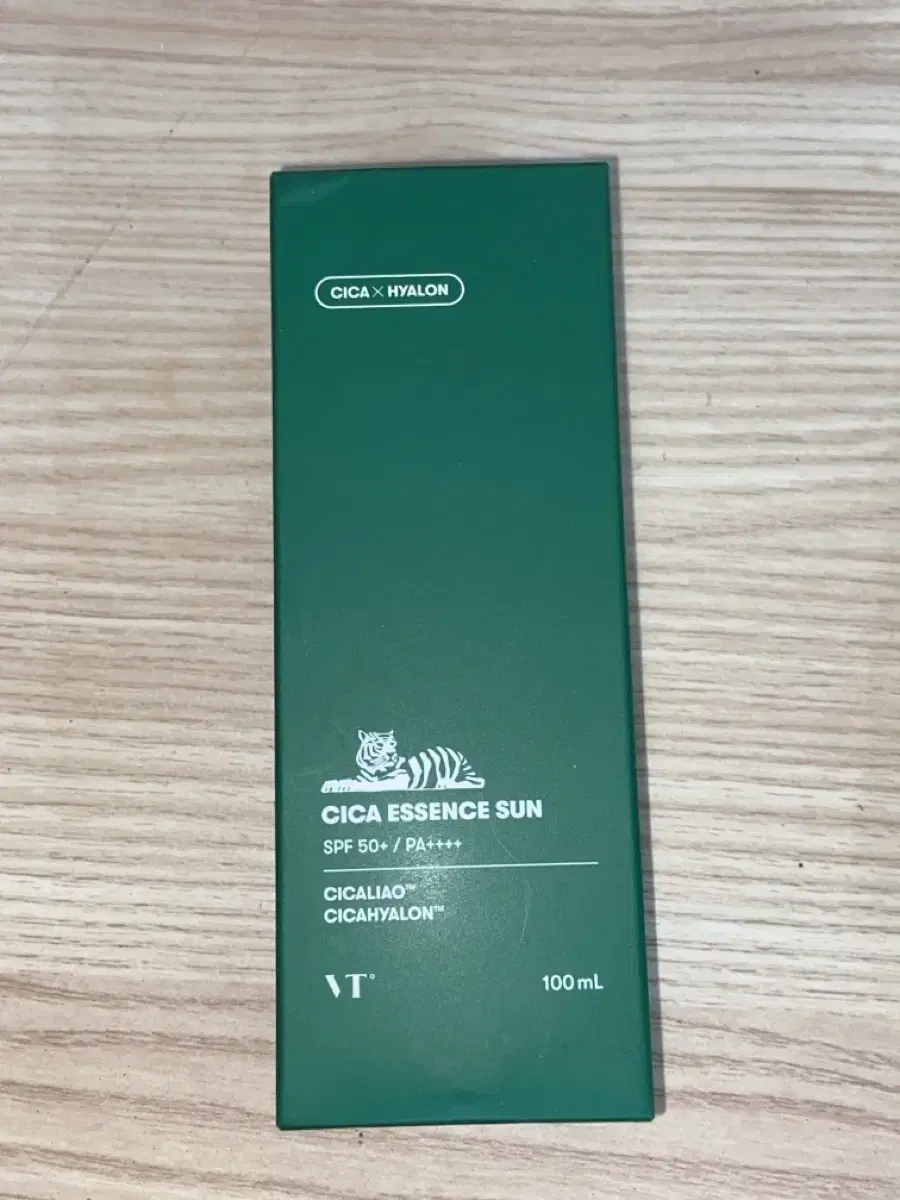 CICA × HYALON
CICA ESSENCE SUN
SPF 50+ / PA++++
CICALIAO™
CICAHYALON™
VT° 100 mL